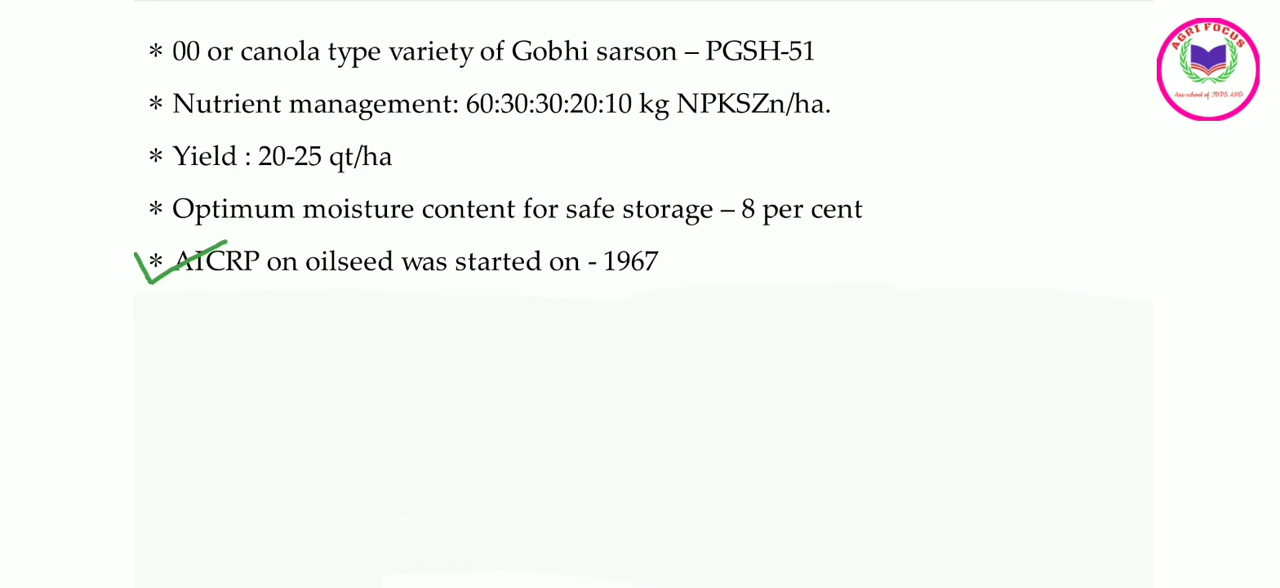 * 00 or canola type variety of Gobhi sarson – PGSH-51
* Nutrient management: 60:30:30:20:10 kg NPKSZn/ha.
* Yield : 20-25 qt/ha
* Optimum moisture content for safe storage – 8 per cent
* AICRP on oilseed was started on - 1967
AGRI FOCUS